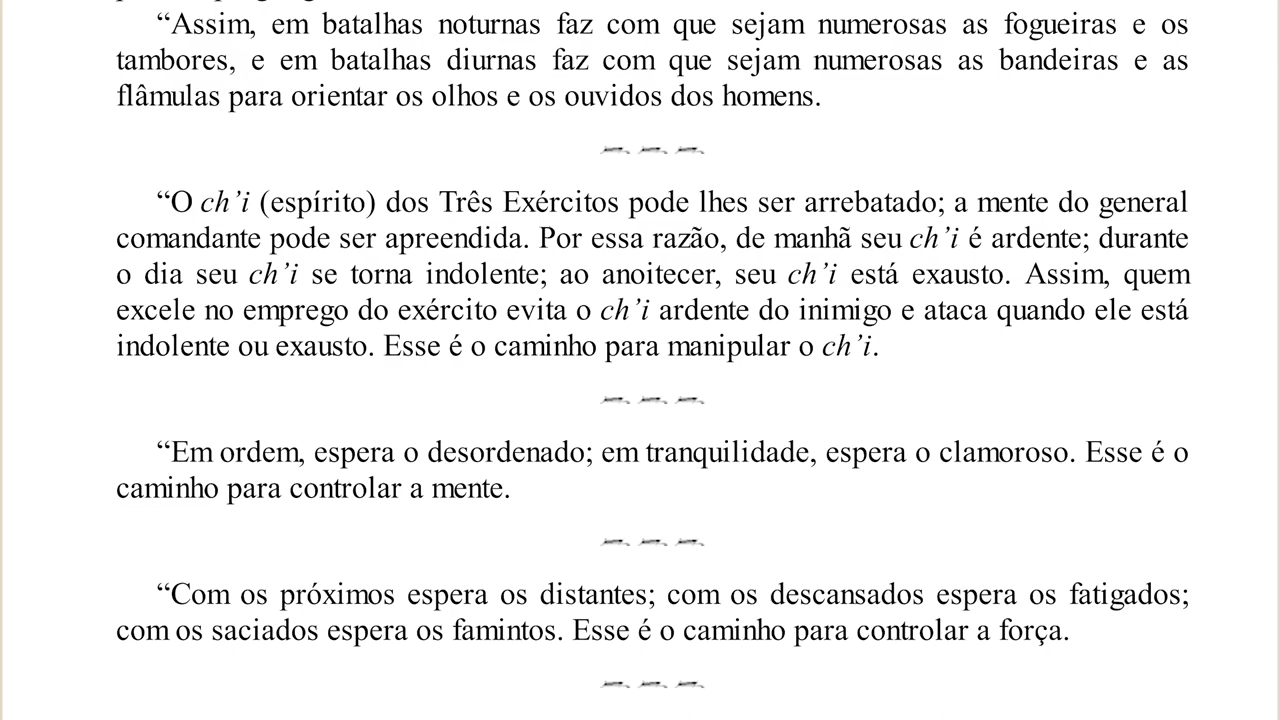 “Assim, em batalhas noturnas faz com que sejam numerosas as fogueiras e os
tambores, e em batalhas diurnas faz com que sejam numerosas as bandeiras e as
flâmulas para orientar os olhos e os ouvidos dos homens.
“O ch’i (espírito) dos Três Exércitos pode lhes ser arrebatado; a mente do general
comandante pode ser apreendida. Por essa razão, de manhã seu ch’i é ardente; durante
o dia seu ch’i se torna indolente; ao anoitecer, seu ch’i está exausto. Assim, quem
excele no emprego do exército evita o ch’i ardente do inimigo e ataca quando ele está
indolente ou exausto. Esse é o caminho para manipular o ch’i.
“Em ordem, espera o desordenado; em tranquilidade, espera o clamoroso. Esse é o
caminho para controlar a mente.
“Com os próximos espera os distantes; com os descansados espera os fatigados;
com os saciados espera os famintos. Esse é o caminho para controlar a força.